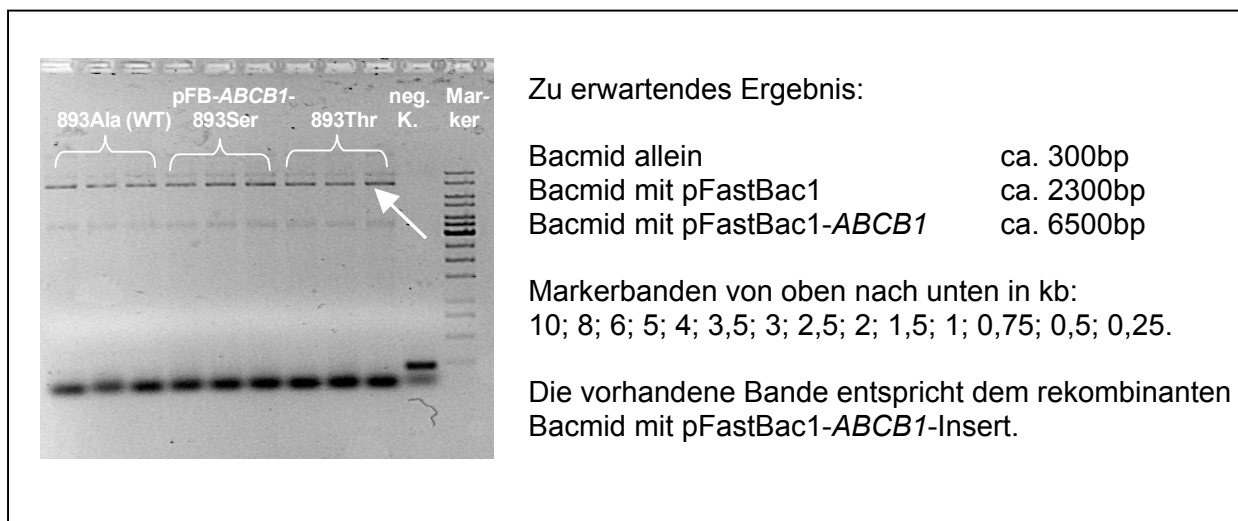 pFB-ABCB1-
893Ala (WT) 893Ser 893Thr
neg. K.
Mar-
ker
Zu erwartendes Ergebnis:
Bacmid allein ca. 300bp
Bacmid mit pFastBac1 ca. 2300bp
Bacmid mit pFastBac1-ABCB1 ca. 6500bp
Markerbanden von oben nach unten in kb:
10; 8; 6; 5; 4; 3,5; 3; 2,5; 2; 1,5; 1; 0,75; 0,5; 0,25.
Die vorhandene Bande entspricht dem rekombinanten
Bacmid mit pFastBac1-ABCB1-Insert.